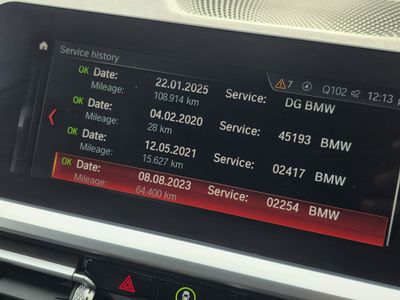 Service history
7 Q102 12:13
OK Date: 22.01.2025 Service: DG BMW
Mileage: 108.914 km
OK Date: 04.02.2020 Service: 45193 BMW
Mileage: 28 km
OK Date: 12.05.2021 Service: 02417 BMW
Mileage: 15.627 km
OK Date: 08.08.2023 Service: 02254 BMW
Mileage: 64.400 km